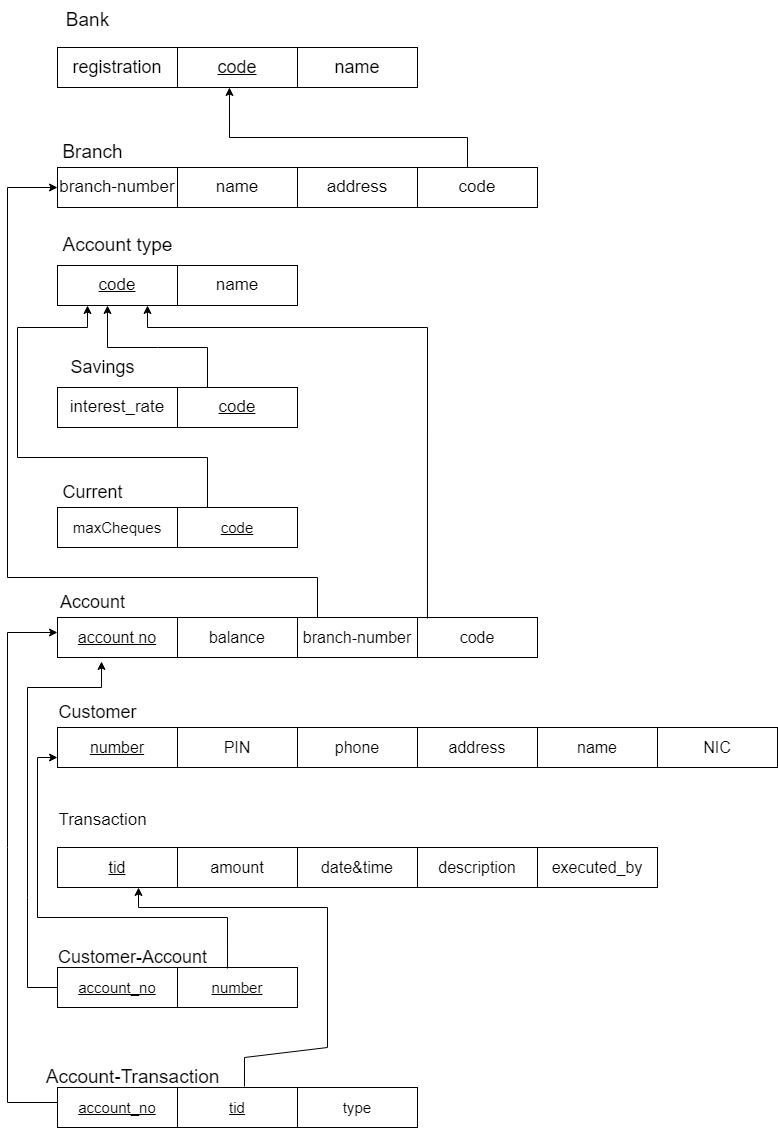 Bank
registration code name
Branch
branch-number name address code
Account type
code name
Savings
interest_rate code
Current
maxCheques code
Account
account no balance branch-number code
Customer
number PIN phone address name NIC
Transaction
tid amount date&time description executed_by
Customer-Account
account_no number
Account-Transaction
account_no tid type